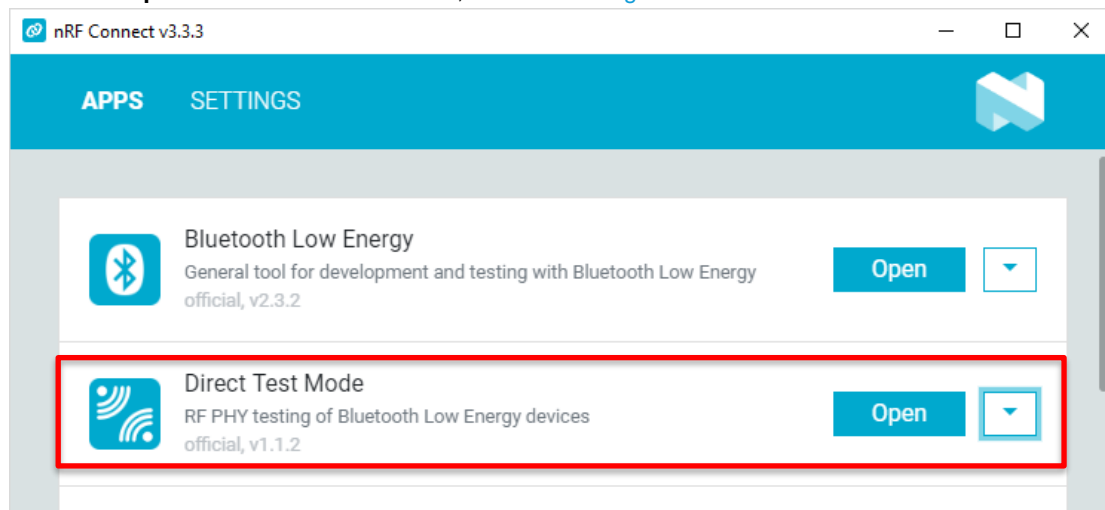 nRF Connect v3.3.3
APPS SETTINGS
Bluetooth Low Energy
General tool for development and testing with Bluetooth Low Energy
official, v2.3.2
Open
Direct Test Mode
RF PHY testing of Bluetooth Low Energy devices
official, v1.1.2
Open